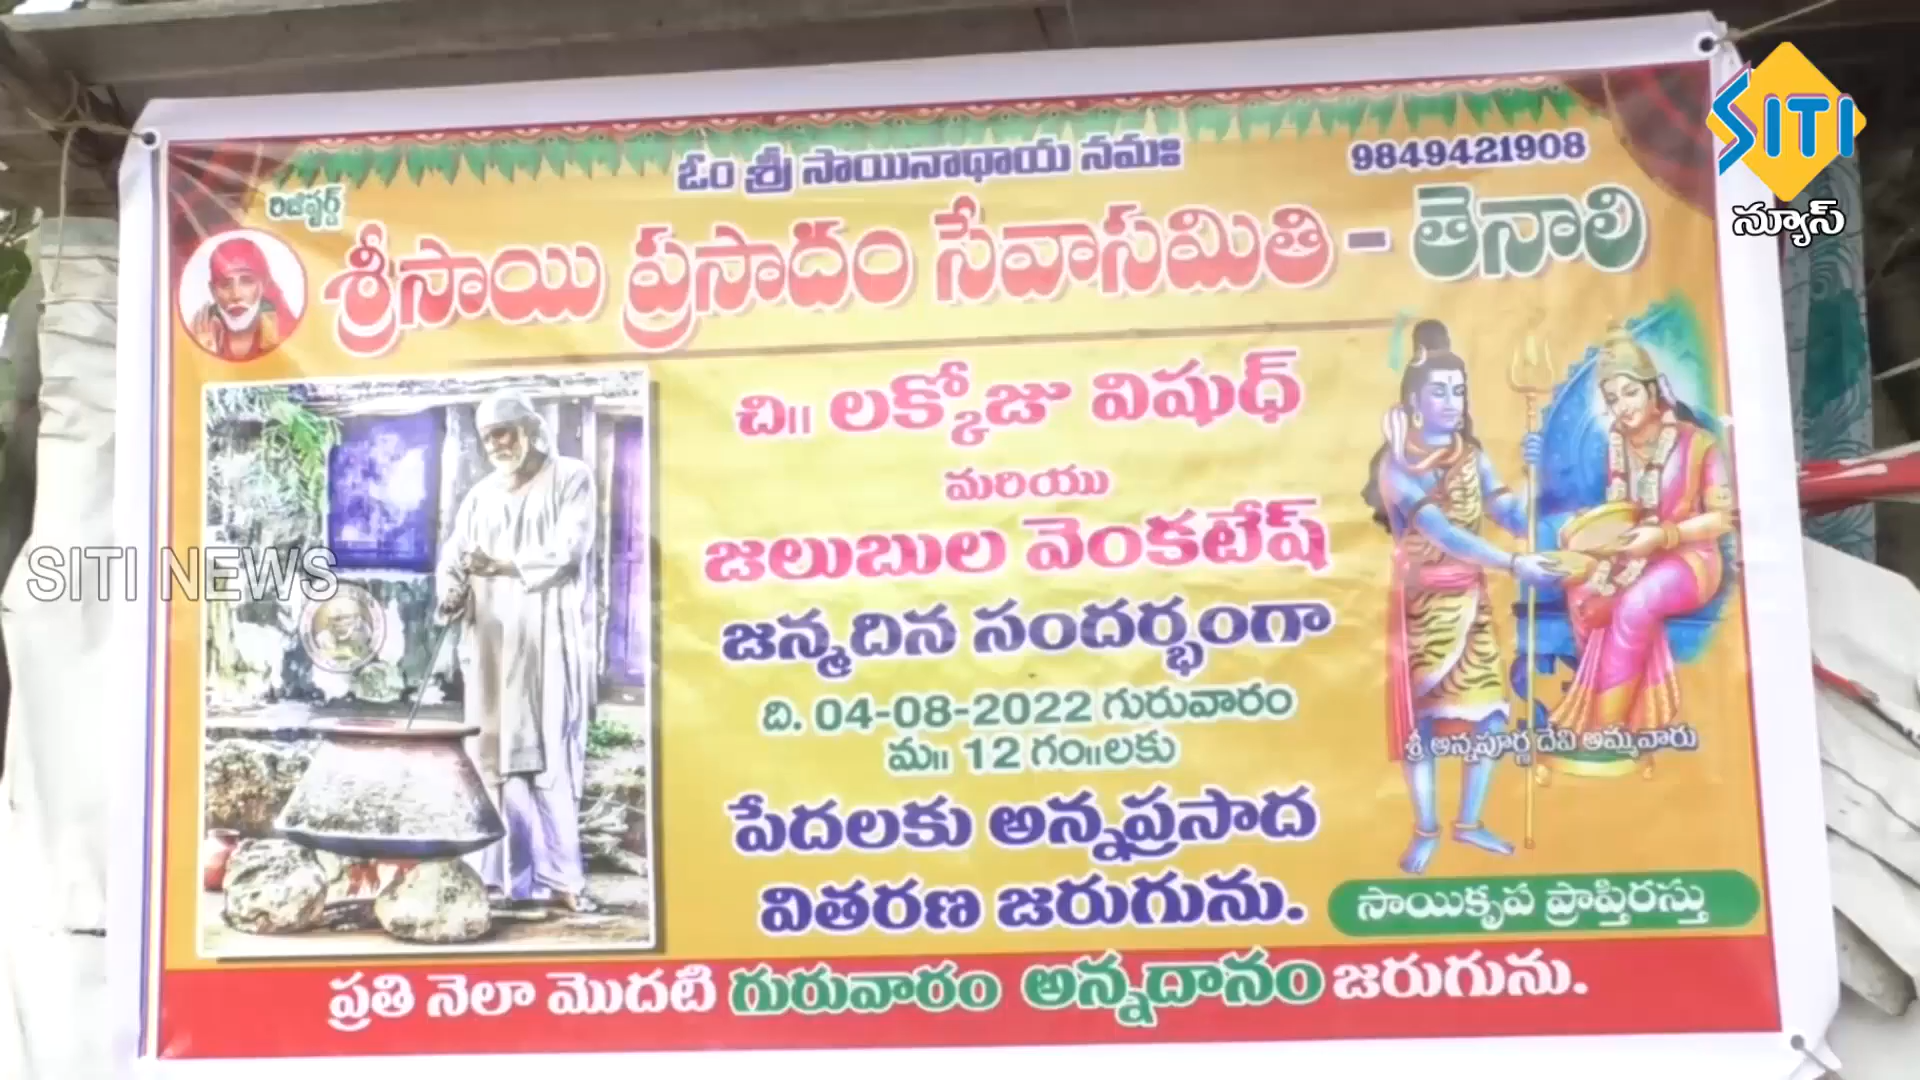 ఓం శ్రీ సాయినాథాయ నమః
9849421908
SITI
న్యూస్
రిజిష్టర్డ్
శ్రీసాయి ప్రసాదం సేవాసమితి - తెనాలి
చి॥ లక్కోజు విషుధ్
మరియు
జలుబుల వెంకటేష్
జన్మదిన సందర్భంగా
ది. 04-08-2022 గురువారం
మ॥ 12 గం॥లకు
పేదలకు అన్నప్రసాద
వితరణ జరుగును.
శ్రీ అన్నపూర్ణ దేవి అమ్మవారు
సాయికృప ప్రాప్తిరస్తు
ప్రతి నెలా మొదటి గురువారం అన్నదానం జరుగును.
SITI NEWS